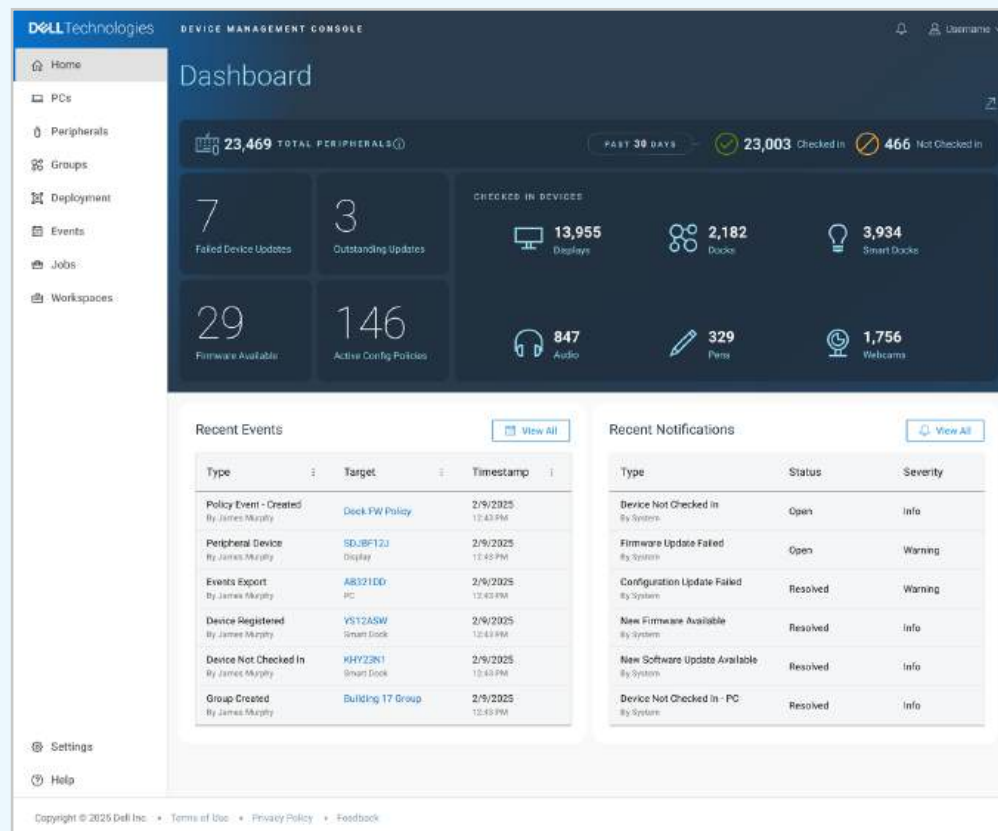 DELLTechnologies
DEVICE MANAGEMENT CONSOLE
Username
Home
PCs
Peripherals
Groups
Deployment
Events
Jobs
Workspaces
Settings
Help
Dashboard
23,469 TOTAL PERIPHERALS
PAST 30 DAYS
23,003 Checked in
466 Not Checked in
7
Failed Device Updates
3
Outstanding Updates
29
Firmware Available
146
Active Config Policies
CHECKED IN DEVICES
13,955
Displays
2,182
Docks
3,934
Smart Docks
847
Audio
329
Pens
1,756
Webcams
Recent Events
View All
Type Target Timestamp
Policy Event - Created Dock FW Policy 2/9/2025
By James Murphy 12:43 PM
Peripheral Device SDJBF12J 2/9/2025
By James Murphy Display 12:43 PM
Events Export AB321DD 2/9/2025
By James Murphy PC 12:43 PM
Device Registered YS12ASW 2/9/2025
By James Murphy Smart Dock 12:43 PM
Device Not Checked In KHY23N1 2/9/2025
By James Murphy Smart Dock 12:43 PM
Group Created Building 17 Group 2/9/2025
By James Murphy 12:43 PM
Recent Notifications
View All
Type Status Severity
Device Not Checked In Open Info
By System
Firmware Update Failed Open Warning
By System
Configuration Update Failed Resolved Warning
By System
New Firmware Available Resolved Info
By System
New Software Update Available Resolved Info
By System
Device Not Checked In - PC Resolved Info
By System
Copyright © 2025 Dell Inc. • Terms of Use • Privacy Policy • Feedback